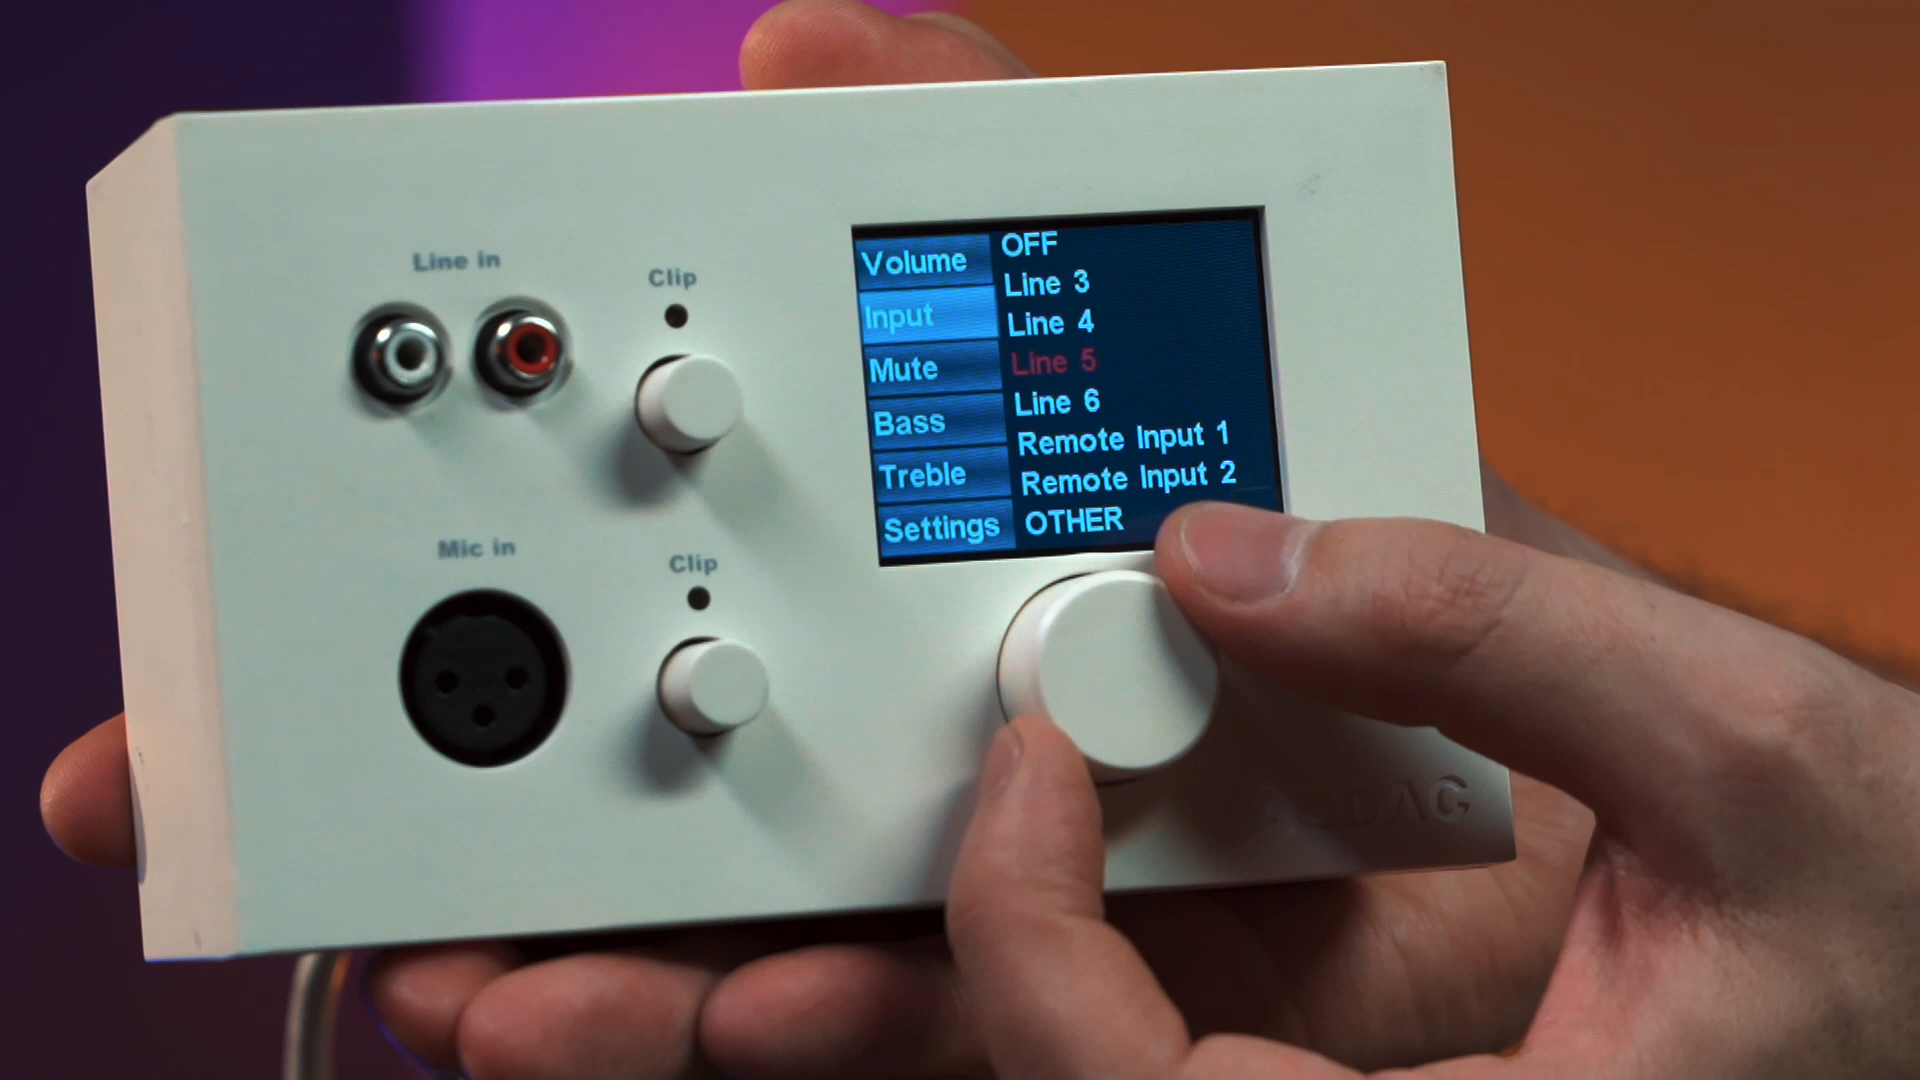 Line in
Clip
Mic in
Clip
Volume
Input
Mute
Bass
Treble
Settings
OFF
Line 3
Line 4
Line 5
Line 6
Remote Input 1
Remote Input 2
OTHER